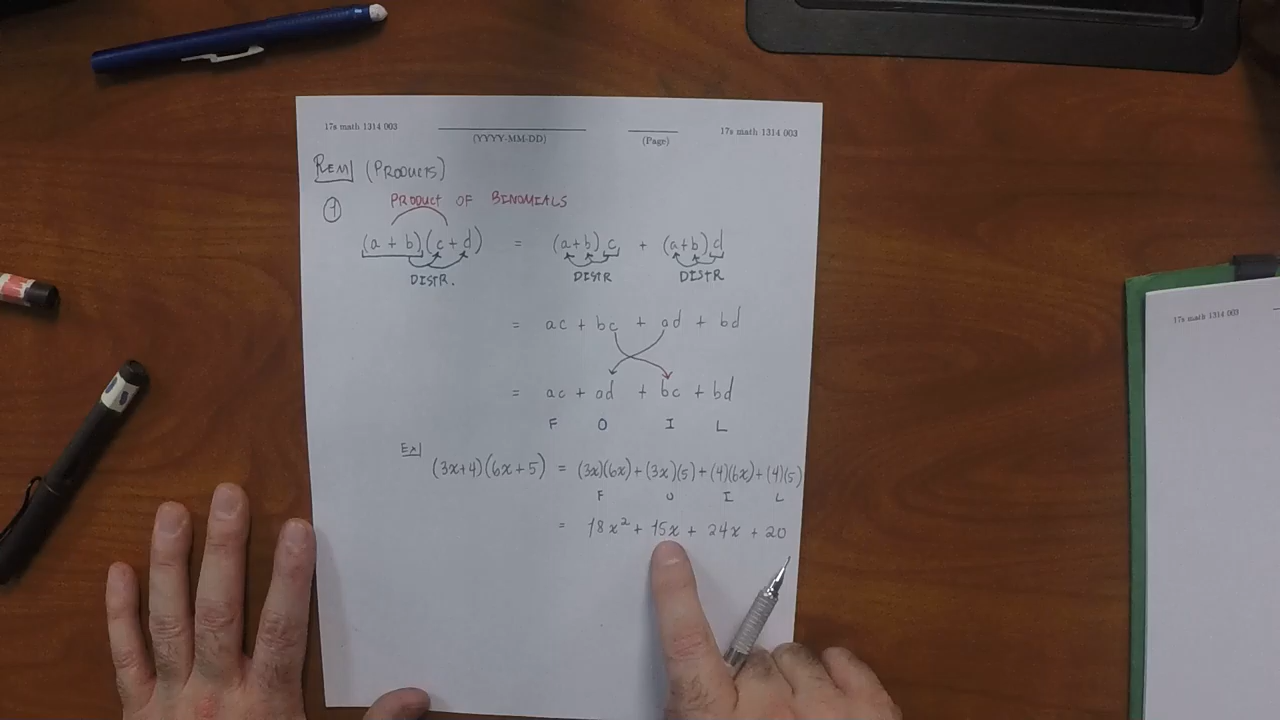 17s math 1314 003 (YYYY-MM-DD) (Page) 17s math 1314 003
REM (PRODUCTS)
1 PRODUCT OF BINOMIALS
(a + b)(c + d) = (a+b)c + (a+b)d
DISTR. DISTR DISTR
= ac + bc + ad + bd
= ac + ad + bc + bd
F O I L
Ex (3x+4)(6x+5) = (3x)(6x)+(3x)(5)+(4)(6x)+(4)(5)
F O I L
= 18x² + 15x + 24x + 20
17s math 1314 003